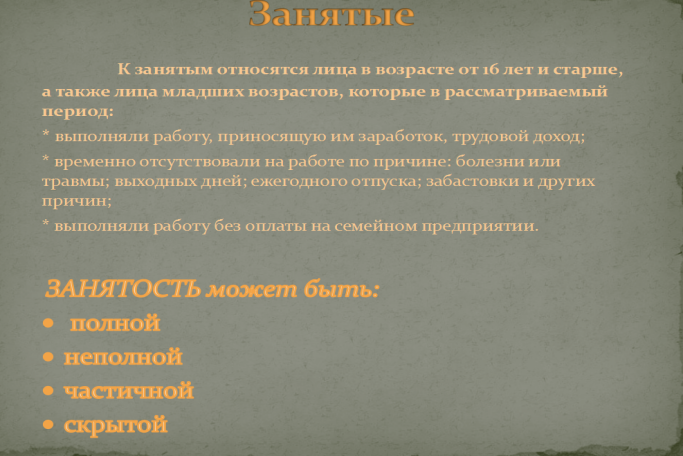 Занятые
К занятым относятся лица в возрасте от 16 лет и старше,
а также лица младших возрастов, которые в рассматриваемый
период:
* выполняли работу, приносящую им заработок, трудовой доход;
* временно отсутствовали на работе по причине: болезни или
травмы; выходных дней; ежегодного отпуска; забастовки и других
причин;
* выполняли работу без оплаты на семейном предприятии.
ЗАНЯТОСТЬ может быть:
• полной
• неполной
• частичной
• скрытой